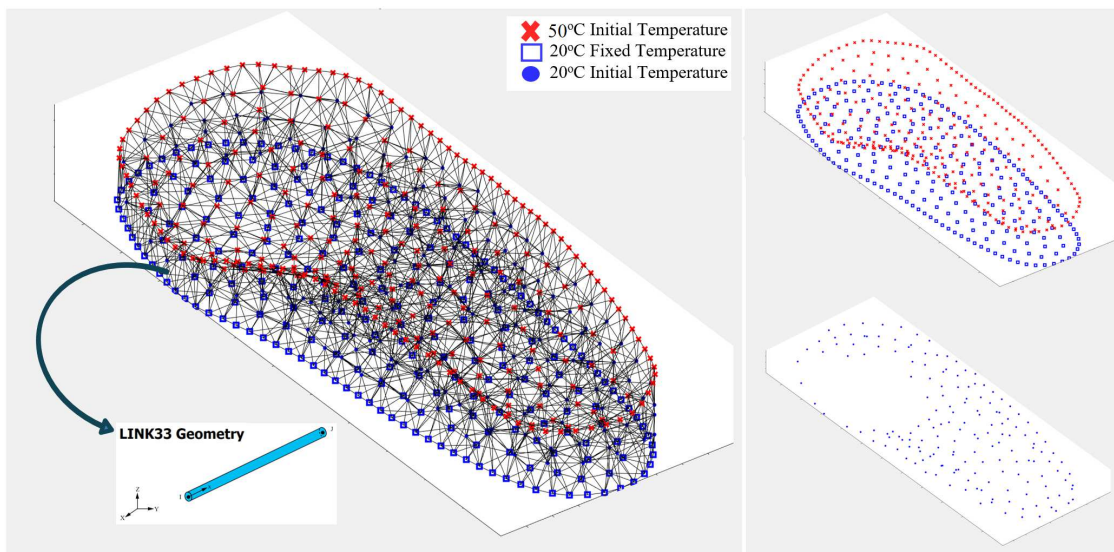 50°C Initial Temperature
20°C Fixed Temperature
20°C Initial Temperature
LINK33 Geometry
J
I
Z
X
Y